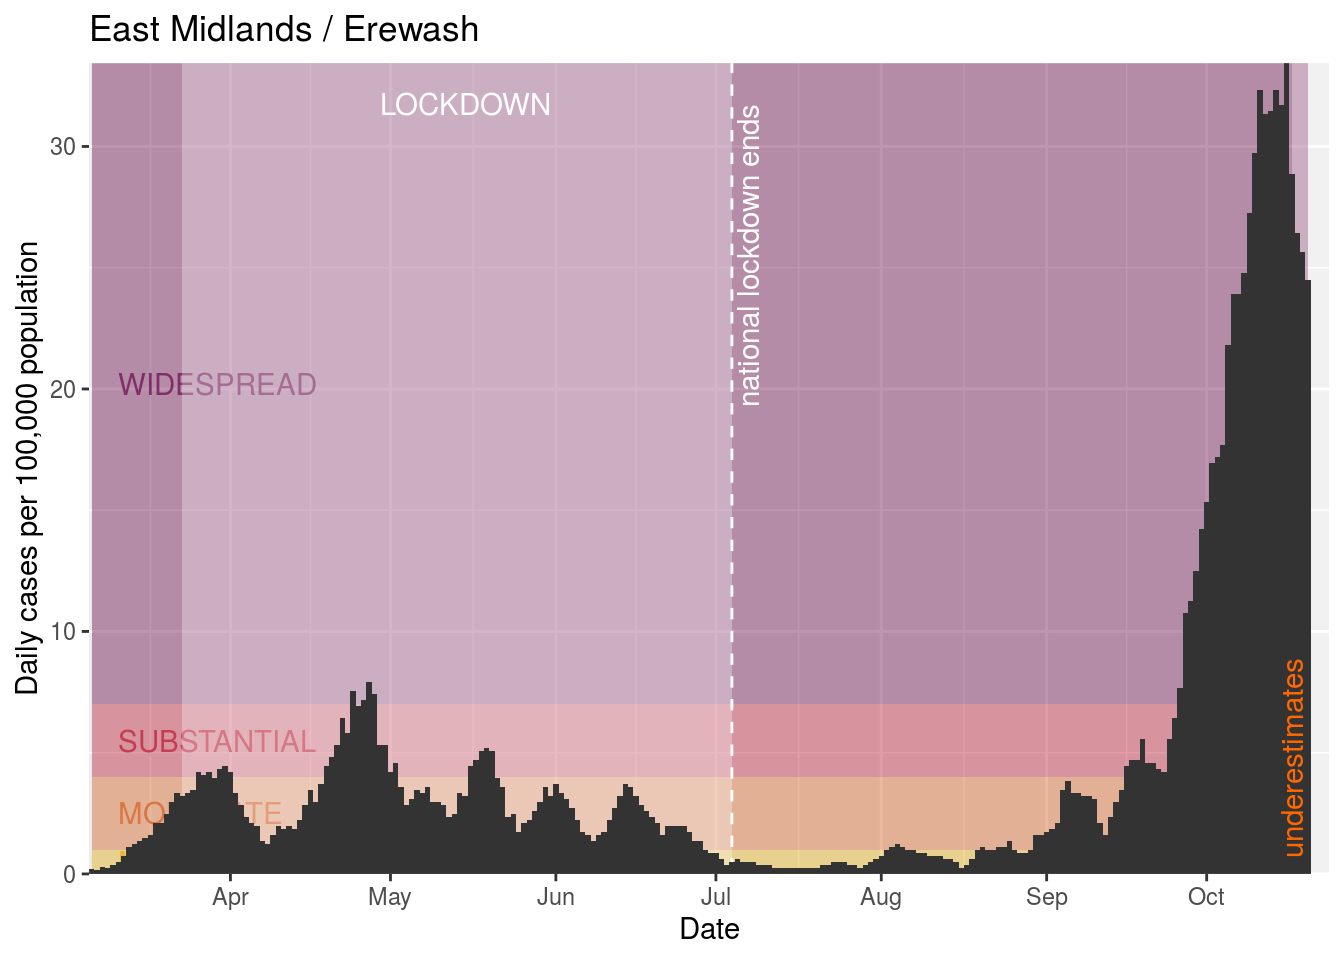 East Midlands / Erewash
LOCKDOWN
national lockdown ends
WIDESPREAD
SUBSTANTIAL
underestimates
Daily cases per 100,000 population
30
20
10
0
Apr
May
Jun
Jul
Aug
Sep
Oct
Date